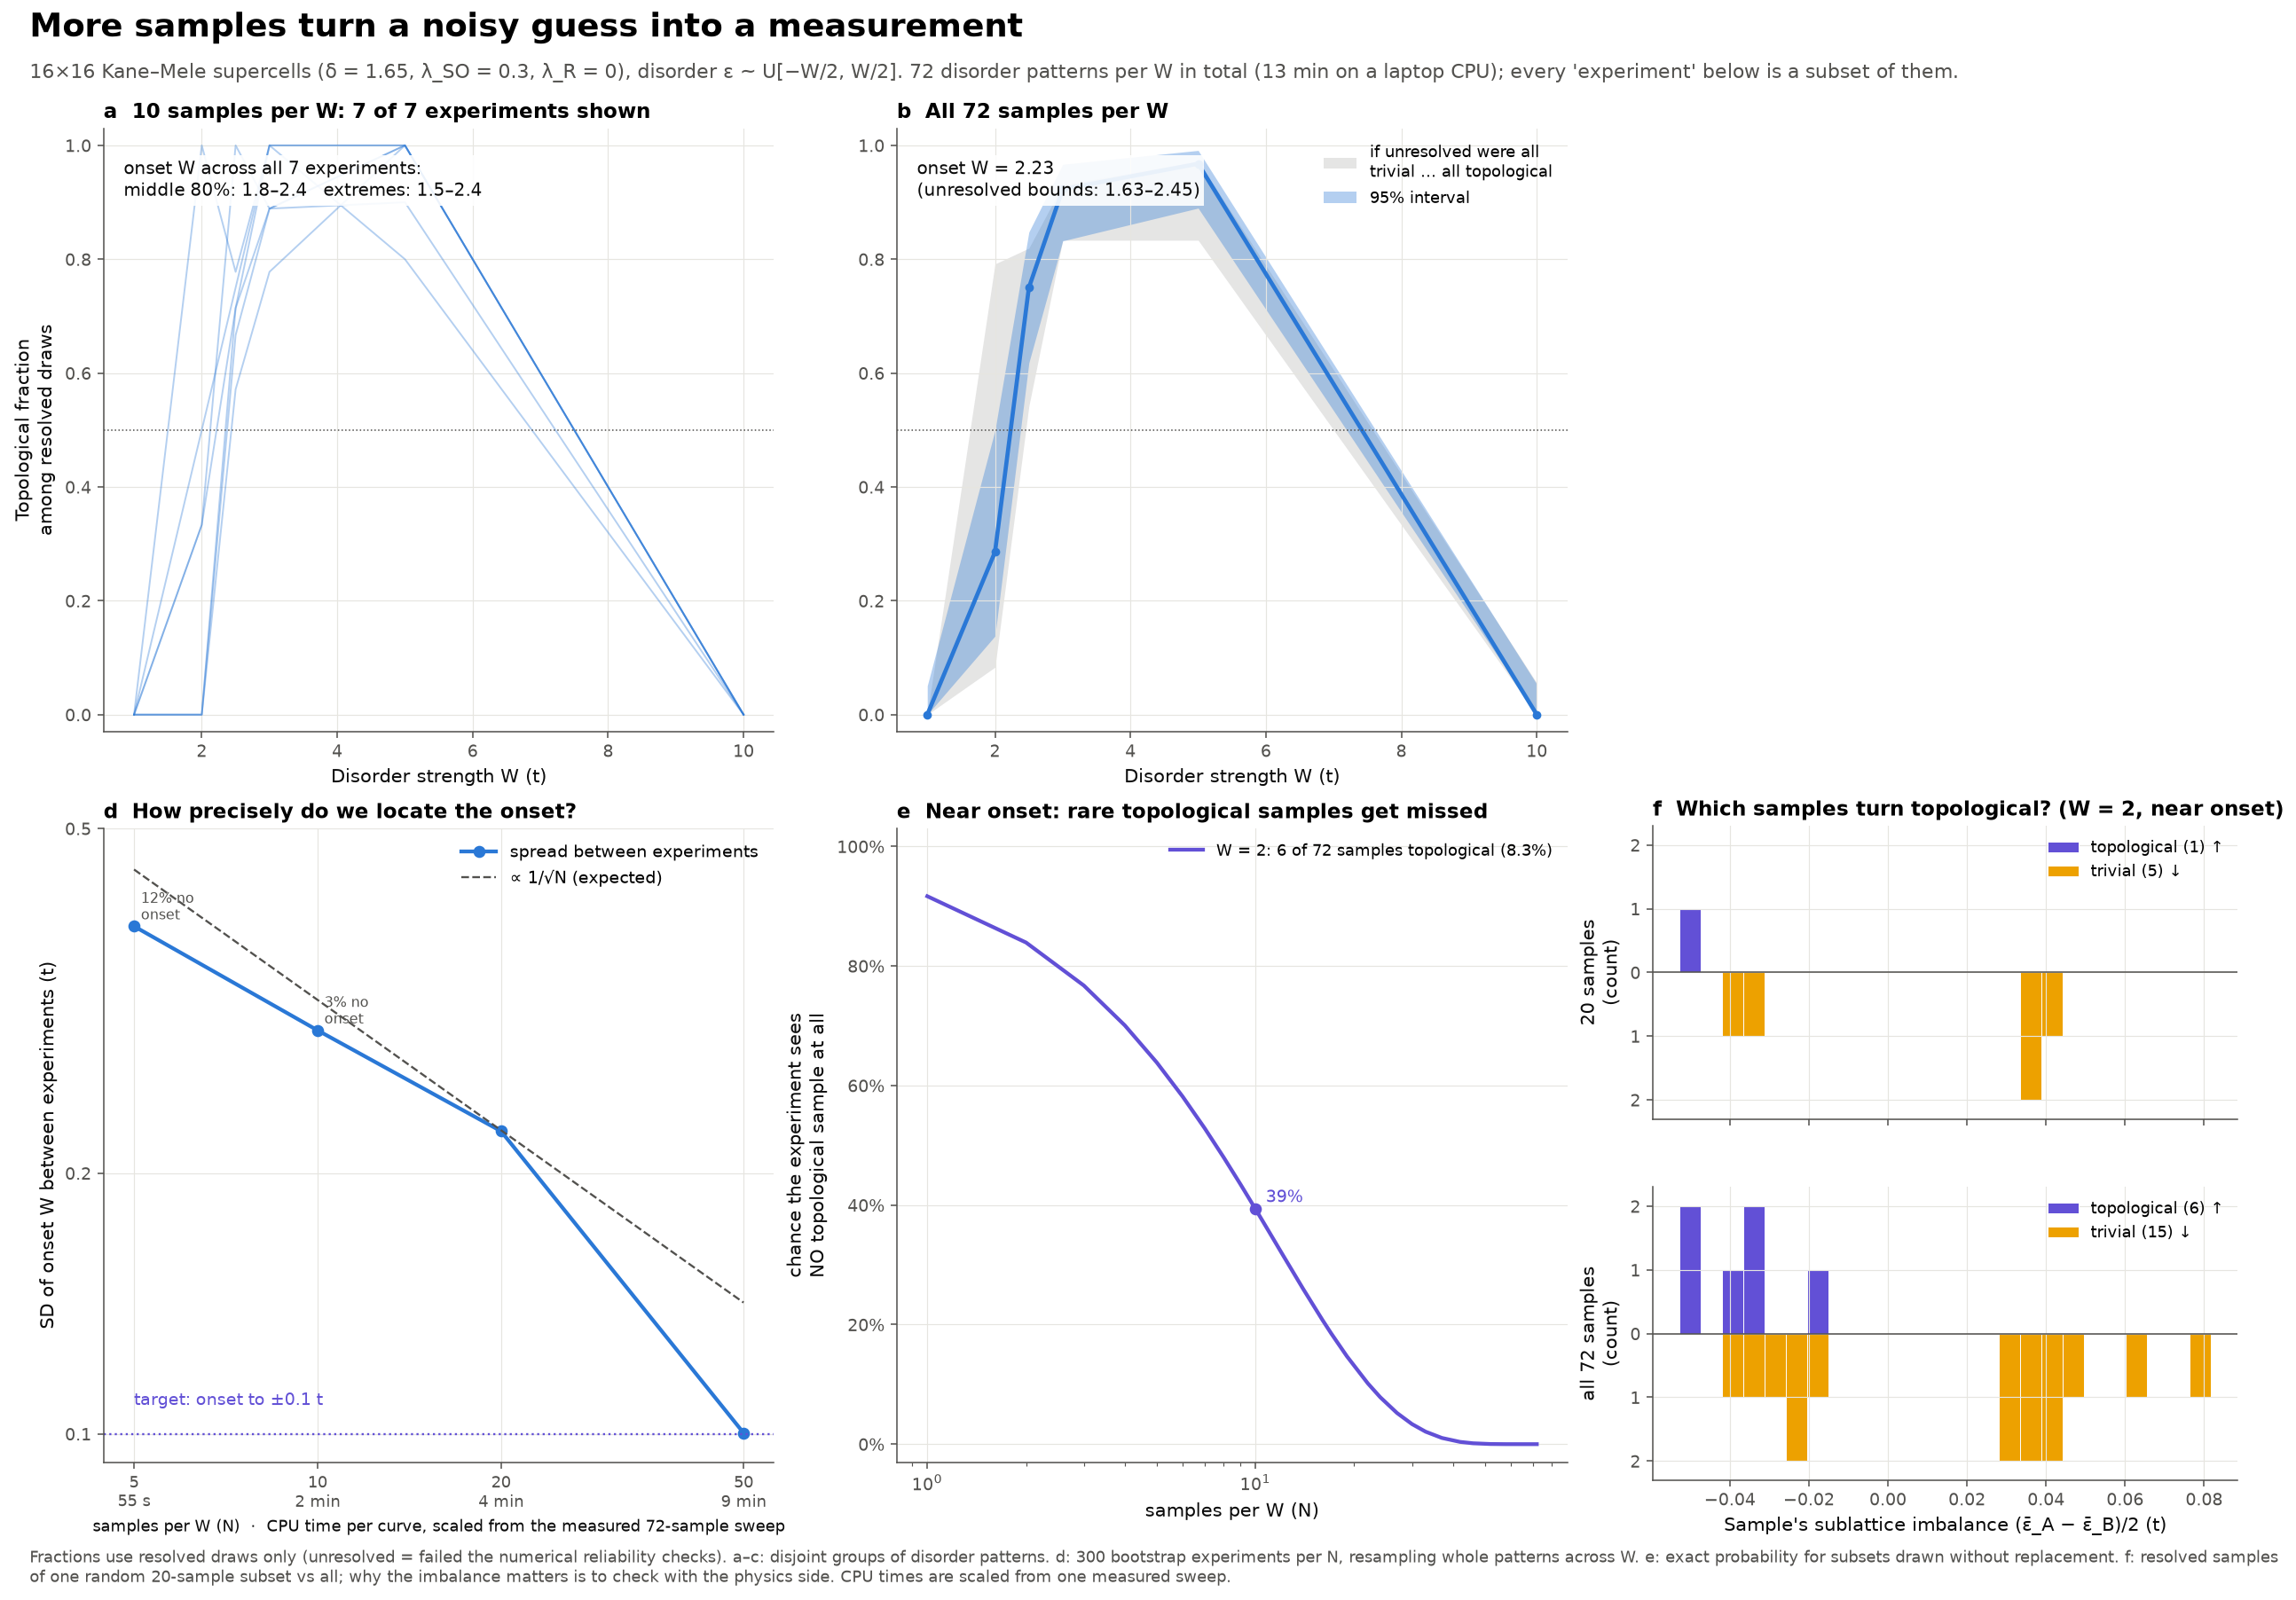 More samples turn a noisy guess into a measurement
16×16 Kane–Mele supercells (δ = 1.65, λ_SO = 0.3, λ_R = 0), disorder ε ~ U[−W/2, W/2]. 72 disorder patterns per W in total (13 min on a laptop CPU); every 'experiment' below is a subset of them.
a 10 samples per W: 7 of 7 experiments shown
onset W across all 7 experiments:
middle 80%: 1.8–2.4 extremes: 1.5–2.4
1.0
0.8
0.6
0.4
0.2
0.0
Topological fraction
among resolved draws
2 4 6 8 10
Disorder strength W (t)
b All 72 samples per W
onset W = 2.23
(unresolved bounds: 1.63–2.45)
if unresolved were all
trivial … all topological
95% interval
1.0
0.8
0.6
0.4
0.2
0.0
2 4 6 8 10
Disorder strength W (t)
d How precisely do we locate the onset?
spread between experiments
∝ 1/√N (expected)
12% no
onset
3% no
onset
target: onset to ±0.1 t
0.5
0.2
0.1
SD of onset W between experiments (t)
5 10 20 50
55 s 2 min 4 min 9 min
samples per W (N) · CPU time per curve, scaled from the measured 72-sample sweep
e Near onset: rare topological samples get missed
W = 2: 6 of 72 samples topological (8.3%)
39%
100%
80%
60%
40%
20%
0%
chance the experiment sees
NO topological sample at all
10⁰ 10¹
samples per W (N)
f Which samples turn topological? (W = 2, near onset)
topological (1) ↑
trivial (5) ↓
2
1
0
1
2
20 samples
(count)
topological (6) ↑
trivial (15) ↓
2
1
0
1
2
all 72 samples
(count)
−0.04 −0.02 0.00 0.02 0.04 0.06 0.08
Sample's sublattice imbalance (ε̄_A − ε̄_B)/2 (t)
Fractions use resolved draws only (unresolved = failed the numerical reliability checks). a–c: disjoint groups of disorder patterns. d: 300 bootstrap experiments per N, resampling whole patterns across W. e: exact probability for subsets drawn without replacement. f: resolved samples
of one random 20-sample subset vs all; why the imbalance matters is to check with the physics side. CPU times are scaled from one measured sweep.